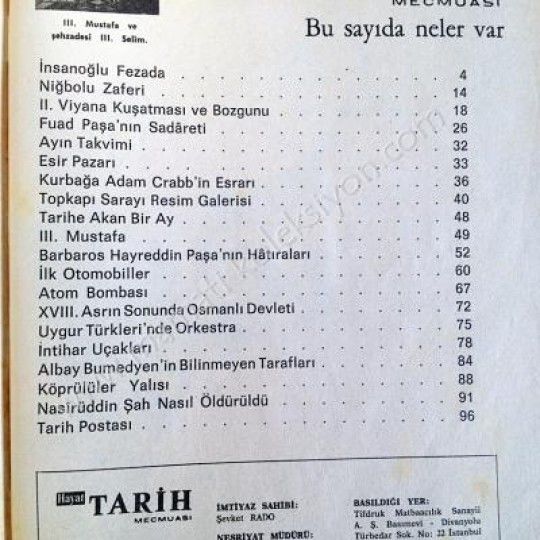 MECMUASI
III. Mustafa ve
şehzadesi III. Selim.
Bu sayıda neler var
İnsanoğlu Fezada 4
Niğbolu Zaferi 14
II. Viyana Kuşatması ve Bozgunu 18
Fuad Paşa'nın Sadâreti 26
Ayın Takvimi 32
Esir Pazarı 33
Kurbağa Adam Crabb'in Esrarı 36
Topkapı Sarayı Resim Galerisi 40
Tarihe Akan Bir Ay 48
III. Mustafa 49
Barbaros Hayreddin Paşa'nın Hâtıraları 52
İlk Otomobiller 60
Atom Bombası 67
XVIII. Asrın Sonunda Osmanlı Devleti 72
Uygur Türkleri'nde Orkestra 75
İntihar Uçakları 78
Albay Bumedyen'in Bilinmeyen Tarafları 84
Köprülüler Yalısı 88
Nasirüddin Şah Nasıl Öldürüldü 91
Tarih Postası 96
Hayat TARİH
MECMUASI
İMTİYAZ SAHİBİ:
Şevket RADO
NEŞRİYAT MÜDÜRÜ:
BASILDIĞI YER:
Tifdruk Matbaacılık Sanayii
A. Ş. Basımevi - Divanyolu
Türbedar Sok. No: 22 İstanbul